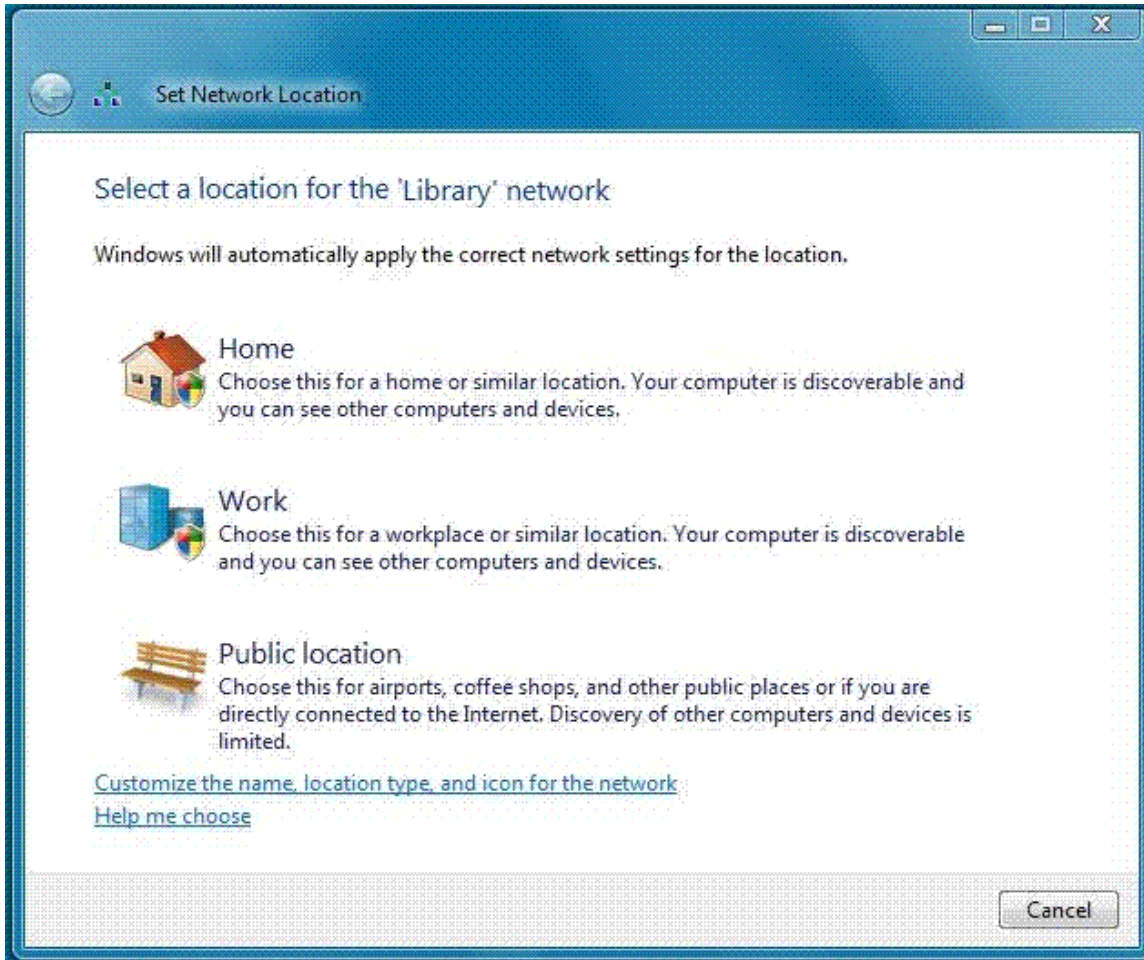 Set Network Location
Select a location for the 'Library' network
Windows will automatically apply the correct network settings for the location.
Home
Choose this for a home or similar location. Your computer is discoverable and
you can see other computers and devices.
Work
Choose this for a workplace or similar location. Your computer is discoverable
and you can see other computers and devices.
Public location
Choose this for airports, coffee shops, and other public places or if you are
directly connected to the Internet. Discovery of other computers and devices is
limited.
Customize the name, location type, and icon for the network
Help me choose
Cancel